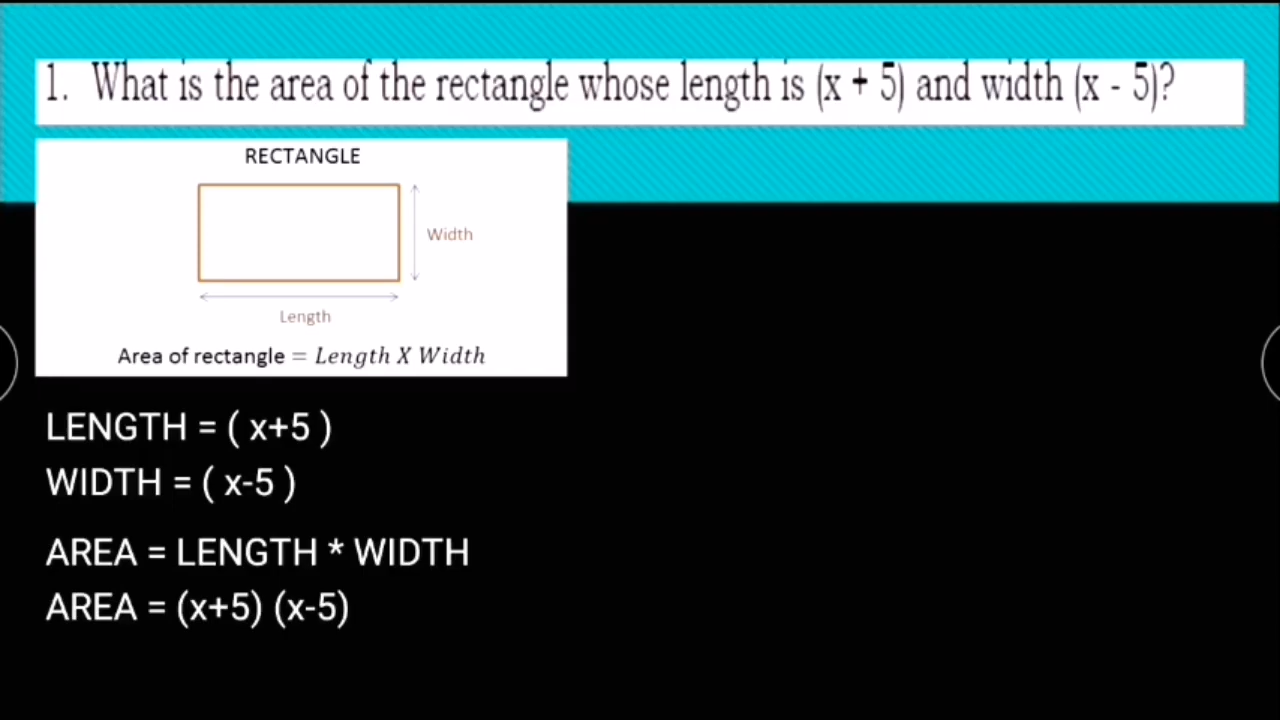 1. What is the area of the rectangle whose length is (x + 5) and width (x - 5)?
RECTANGLE
Width
Length
Area of rectangle = Length X Width
LENGTH = ( x+5 )
WIDTH = ( x-5 )
AREA = LENGTH * WIDTH
AREA = (x+5) (x-5)